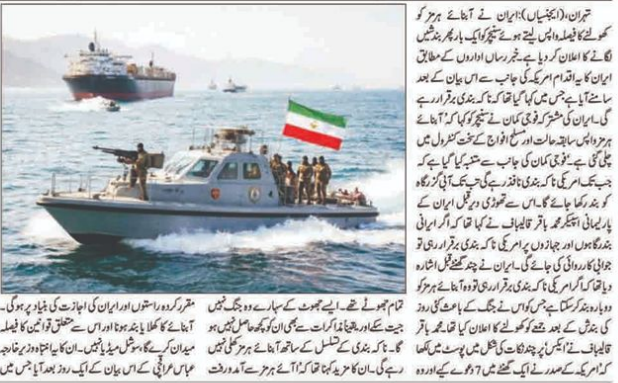 تہران، (ایجنسیاں): ایران نے آبنائے ہرمز کو
کھولنے کا فیصلہ واپس لیتے ہوئے سنیچر کو ایک بار پھر بندشیں
لگانے کا اعلان کر دیا ہے۔ خبر رساں اداروں کے مطابق
ایران کا یہ اقدام امریکہ کی جانب سے اس بیان کے بعد
سامنے آیا ہے جس میں کہا گیا تھا کہ ناکہ بندی برقرار رہے
گی۔ ایران کی مشترکہ فوجی کمان نے سنیچر کو کہا کہ 'آبنائے
ہرمز واپس سابقہ حالت اور مسلح افواج کے سخت کنٹرول میں
چلی گئی ہے۔' فوجی کمان کی جانب سے متنبہ کیا گیا ہے کہ
جب تک امریکی ناکہ بندی نافذ رہے گی تب تک آبی گزرگاہ
کو بند رکھا جائے گا۔ اس سے تھوڑی دیر قبل ایران کے
پارلیمانی اسپیکر محمد باقر قالیباف نے کہا تھا کہ اگر ایرانی
بندرگاہوں اور جہازوں پر امریکی ناکہ بندی برقرار رہی تو
جوابی کارروائی کی جائے گی۔ ایران نے چند گھنٹے قبل اشارہ
دیا تھا کہ اگر امریکی ناکہ بندی برقرار رہی تو وہ آبنائے ہرمز کو
دوبارہ بند کر سکتا ہے جس کو اس نے جنگ کے باعث کئی روز
کی بندش کے بعد جمعے کو کھولنے کا اعلان کیا تھا۔ محمد باقر
قالیباف نے 'ایکس' پر چند نکات کی شکل میں پوسٹ میں لکھا
کہ 'امریکہ کے صدر نے ایک گھنٹے میں 7 دعوے کیے اور وہ
تمام جھوٹے تھے۔ ایسے جھوٹ کے سہارے وہ جنگ نہیں
جیت سکے اور یقیناً مذاکرات سے بھی ان کو کچھ حاصل نہیں ہو
گا۔ ناکہ بندی کے تسلسل کے ساتھ آبنائے ہرمز کھلی نہیں
رہے گی۔ ان کا مزید کہنا تھا کہ آبنائے ہرمز سے آمد و رفت
مقرر کردہ راستوں اور ایران کی اجازت کی بنیاد پر ہو گی۔
آبنائے کا کھلا یا بند ہونا اور اس سے متعلق قوانین کا فیصلہ
میدان کرے گا، سوشل میڈیا نہیں۔ ان کا یہ انتباہ وزیر خارجہ
عباس عراقچی کے اس بیان کے ایک روز بعد آیا جس میں